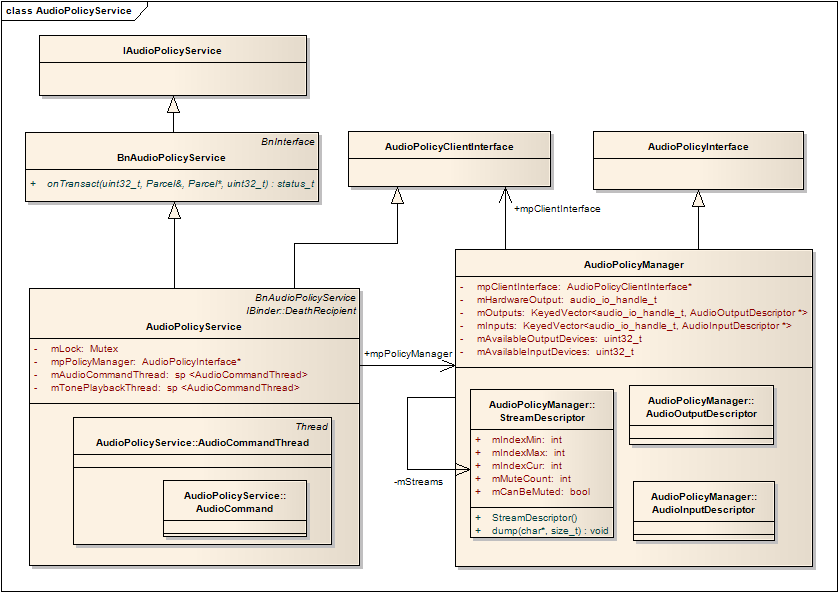 class AudioPolicyService
IAudioPolicyService
BnInterface
BnAudioPolicyService
+ onTransact(uint32_t, Parcel&, Parcel*, uint32_t) : status_t
AudioPolicyClientInterface
AudioPolicyInterface
+mpClientInterface
BnAudioPolicyService
IBinder::DeathRecipient
AudioPolicyService
- mLock: Mutex
- mpPolicyManager: AudioPolicyInterface*
- mAudioCommandThread: sp <AudioCommandThread>
- mTonePlaybackThread: sp <AudioCommandThread>
Thread
AudioPolicyService::AudioCommandThread
AudioPolicyService::
AudioCommand
+mpPolicyManager
AudioPolicyManager
- mpClientInterface: AudioPolicyClientInterface*
- mHardwareOutput: audio_io_handle_t
- mOutputs: KeyedVector<audio_io_handle_t, AudioOutputDescriptor *>
- mInputs: KeyedVector<audio_io_handle_t, AudioInputDescriptor *>
- mAvailableOutputDevices: uint32_t
- mAvailableInputDevices: uint32_t
-mStreams
AudioPolicyManager::
StreamDescriptor
+ mIndexMin: int
+ mIndexMax: int
+ mIndexCur: int
+ mMuteCount: int
+ mCanBeMuted: bool
+ StreamDescriptor()
+ dump(char*, size_t) : void
AudioPolicyManager::
AudioOutputDescriptor
AudioPolicyManager::
AudioInputDescriptor